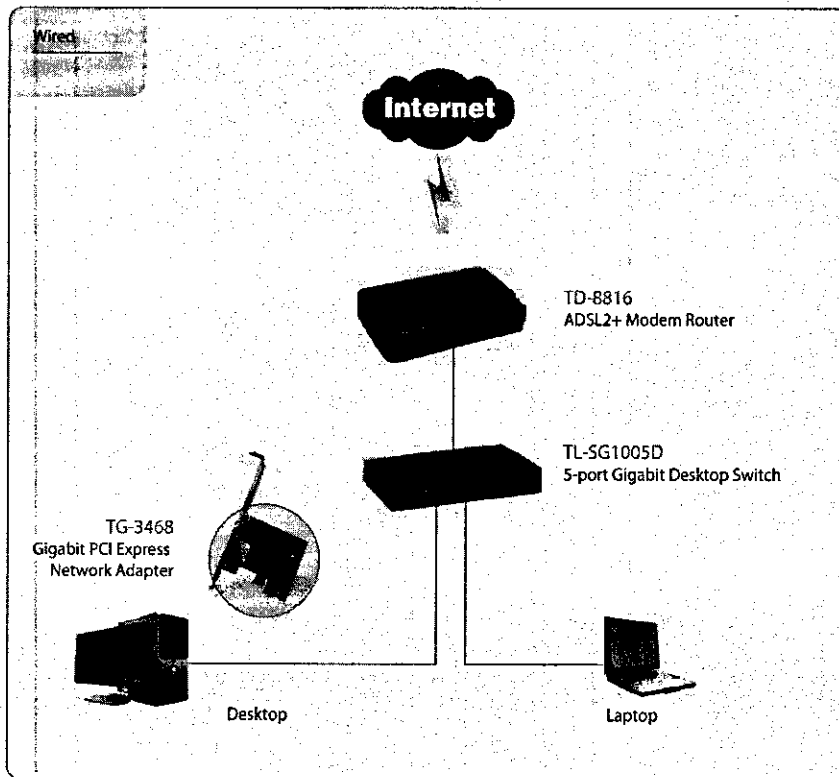 Wired
Internet
TD-8816
ADSL2+ Modem Router
TL-SG1005D
5-port Gigabit Desktop Switch
TG-3468
Gigabit PCI Express
Network Adapter
Desktop
Laptop